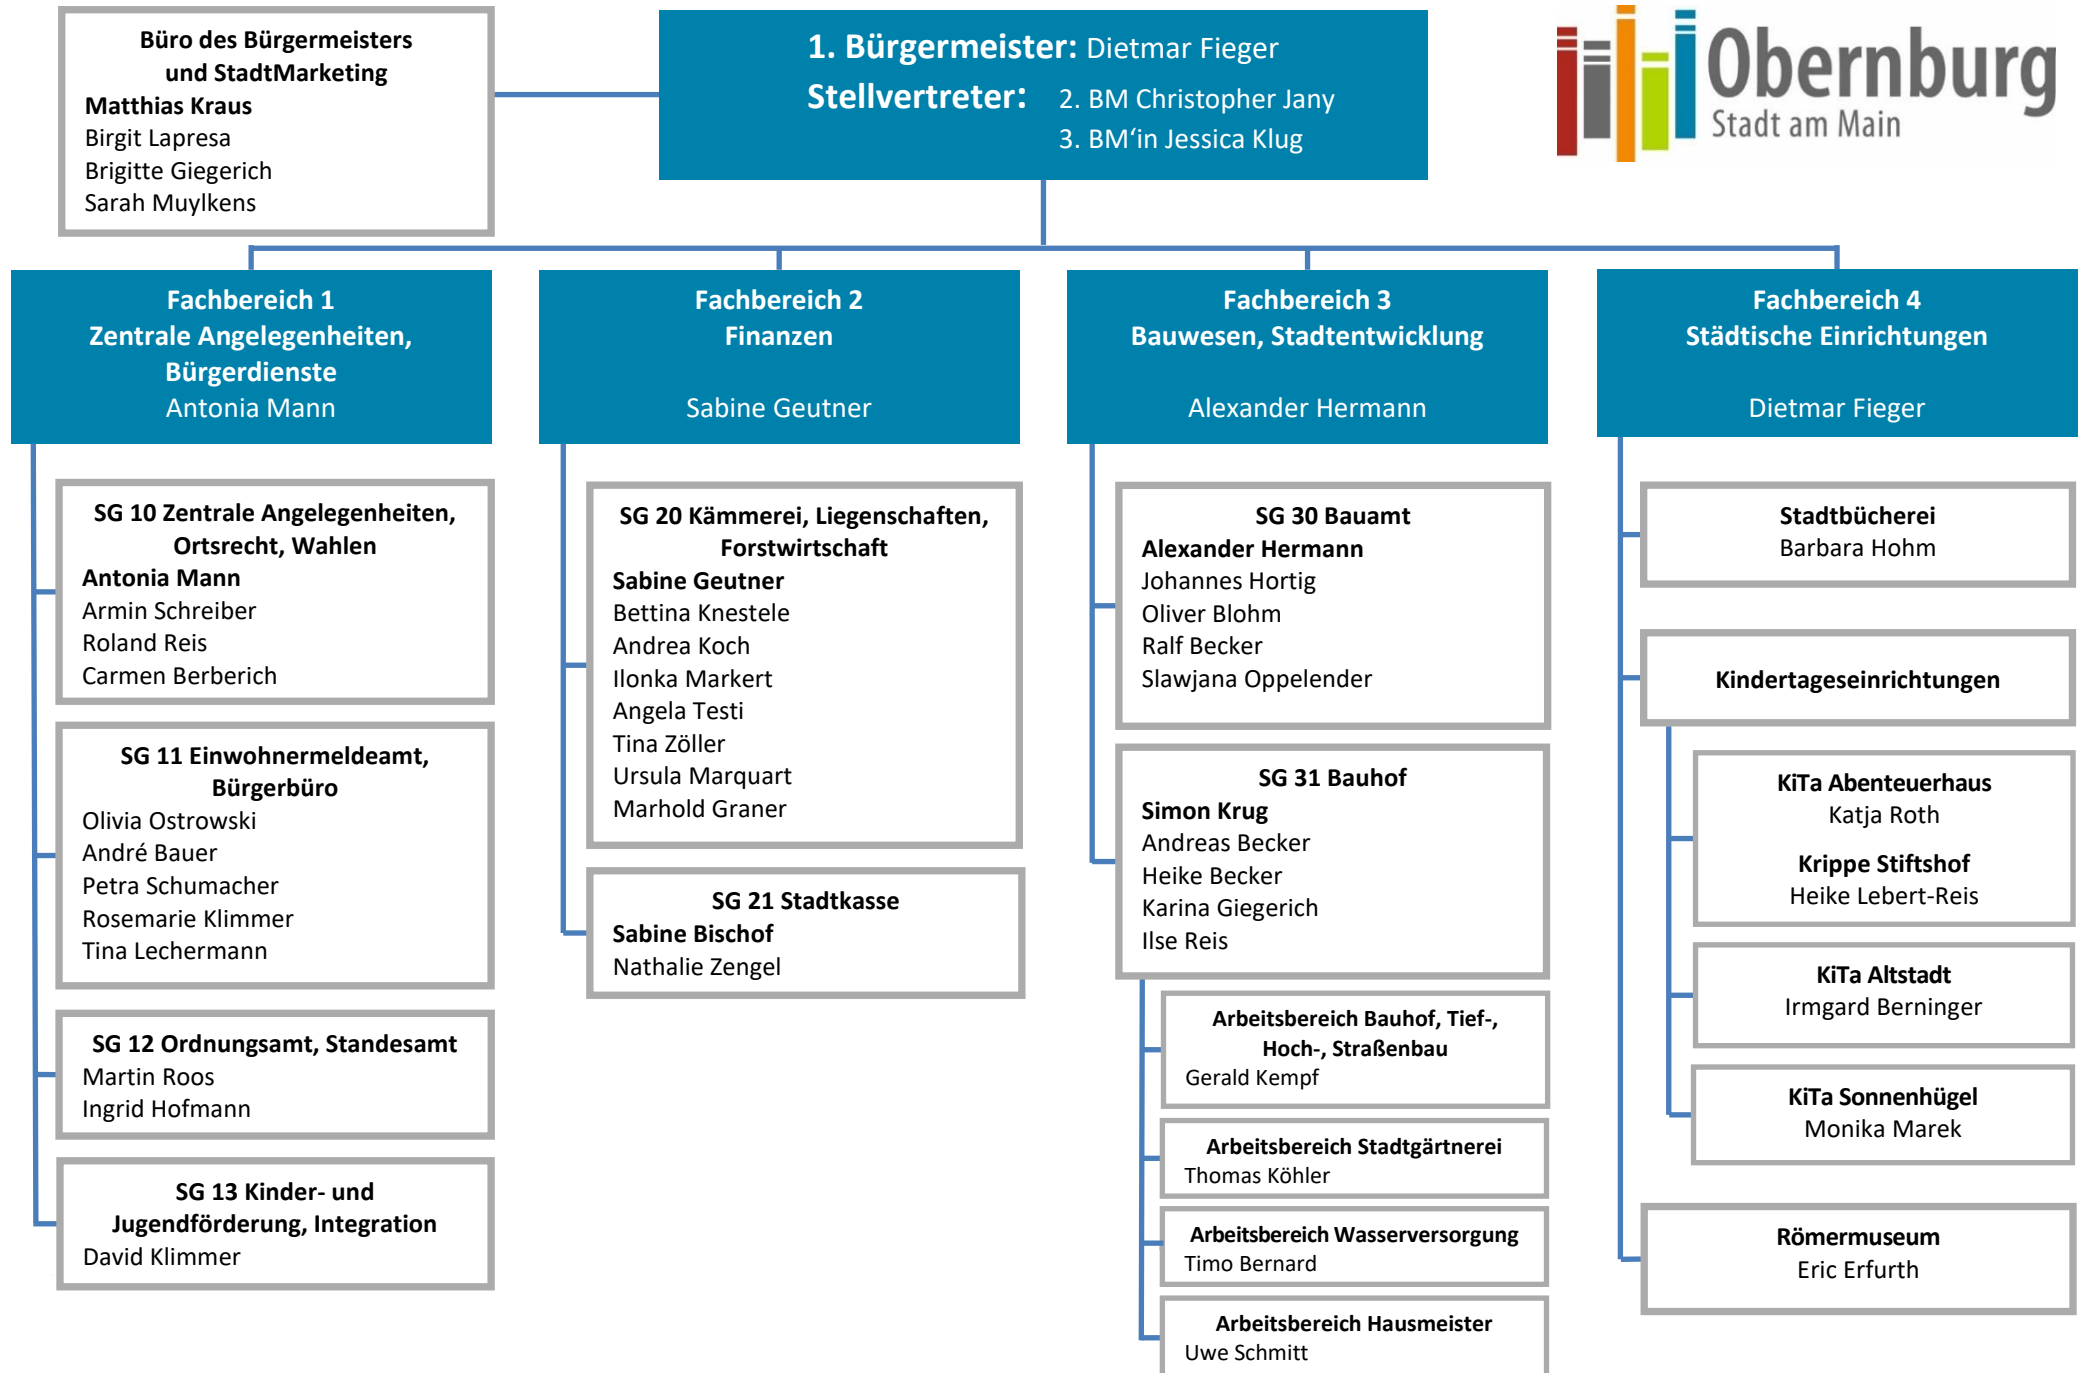 Büro des Bürgermeisters
und StadtMarketing
Matthias Kraus
Birgit Lapresa
Brigitte Giegerich
Sarah Muylkens
1. Bürgermeister: Dietmar Fieger
Stellvertreter: 2. BM Christopher Jany
3. BM‘in Jessica Klug
Obernburg
Stadt am Main
Fachbereich 1
Zentrale Angelegenheiten,
Bürgerdienste
Antonia Mann
SG 10 Zentrale Angelegenheiten,
Ortsrecht, Wahlen
Antonia Mann
Armin Schreiber
Roland Reis
Carmen Berberich
SG 11 Einwohnermeldeamt,
Bürgerbüro
Olivia Ostrowski
André Bauer
Petra Schumacher
Rosemarie Klimmer
Tina Lechermann
SG 12 Ordnungsamt, Standesamt
Martin Roos
Ingrid Hofmann
SG 13 Kinder- und
Jugendförderung, Integration
David Klimmer
Fachbereich 2
Finanzen
Sabine Geutner
SG 20 Kämmerei, Liegenschaften,
Forstwirtschaft
Sabine Geutner
Bettina Knestele
Andrea Koch
Ilonka Markert
Angela Testi
Tina Zöller
Ursula Marquart
Marhold Graner
SG 21 Stadtkasse
Sabine Bischof
Nathalie Zengel
Fachbereich 3
Bauwesen, Stadtentwicklung
Alexander Hermann
SG 30 Bauamt
Alexander Hermann
Johannes Hortig
Oliver Blohm
Ralf Becker
Slawjana Oppelender
SG 31 Bauhof
Simon Krug
Andreas Becker
Heike Becker
Karina Giegerich
Ilse Reis
Arbeitsbereich Bauhof, Tief-,
Hoch-, Straßenbau
Gerald Kempf
Arbeitsbereich Stadtgärtnerei
Thomas Köhler
Arbeitsbereich Wasserversorgung
Timo Bernard
Arbeitsbereich Hausmeister
Uwe Schmitt
Fachbereich 4
Städtische Einrichtungen
Dietmar Fieger
Stadtbücherei
Barbara Hohm
Kindertageseinrichtungen
KiTa Abenteuerhaus
Katja Roth
Krippe Stiftshof
Heike Lebert-Reis
KiTa Altstadt
Irmgard Berninger
KiTa Sonnenhügel
Monika Marek
Römermuseum
Eric Erfurth